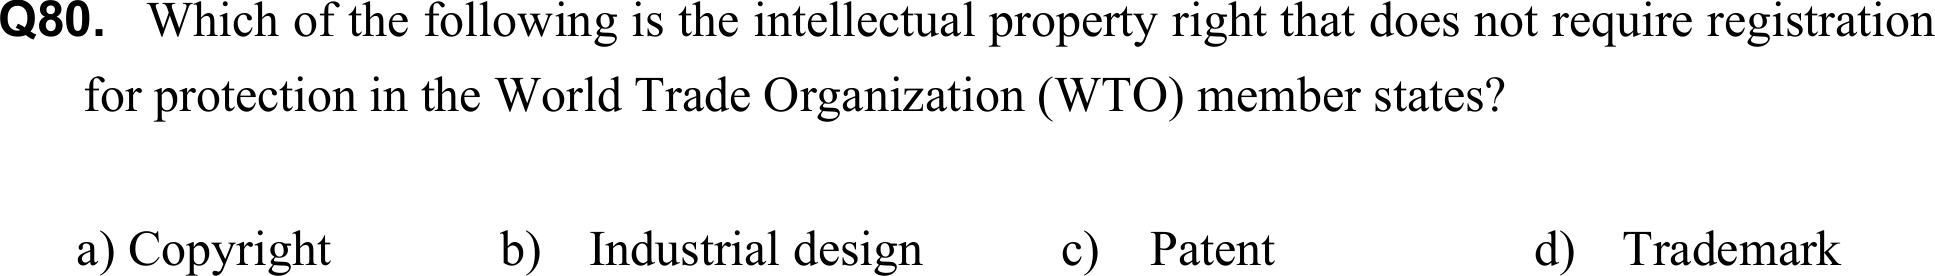 Q80. Which of the following is the intellectual property right that does not require registration
for protection in the World Trade Organization (WTO) member states?
a) Copyright b) Industrial design c) Patent d) Trademark